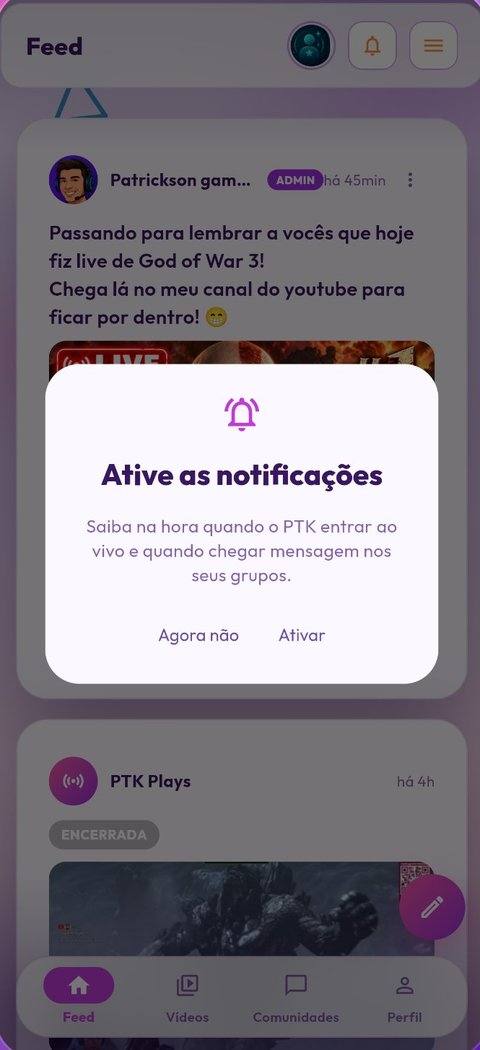 Feed
Patrickson gam... ADMIN há 45min
Passando para lembrar a vocês que hoje
fiz live de God of War 3!
Chega lá no meu canal do youtube para
ficar por dentro! 😁
LIVE
Ative as notificações
Saiba na hora quando o PTK entrar ao
vivo e quando chegar mensagem nos
seus grupos.
Agora não Ativar
PTK Plays há 4h
ENCERRADA
Feed Vídeos Comunidades Perfil